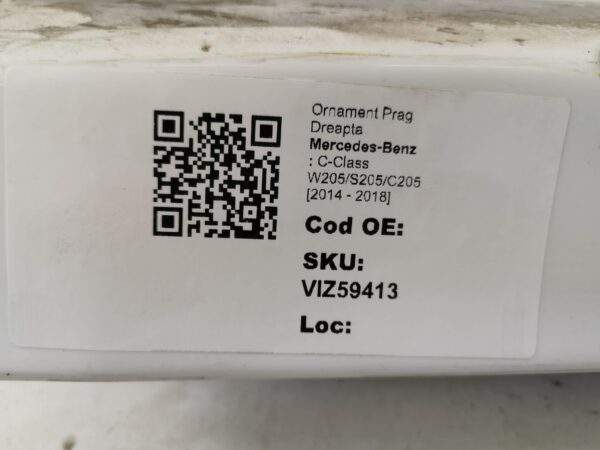 Ornament Prag
Dreapta
Mercedes-Benz
: C-Class
W205/S205/C205
[2014 - 2018]
Cod OE:
SKU:
VIZ59413
Loc: